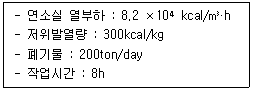 - 연소실 열부하 : 8.2 ×10⁴ kcal/m³·h
- 저위발열량 : 300kcal/kg
- 폐기물 : 200ton/day
- 작업시간 : 8h